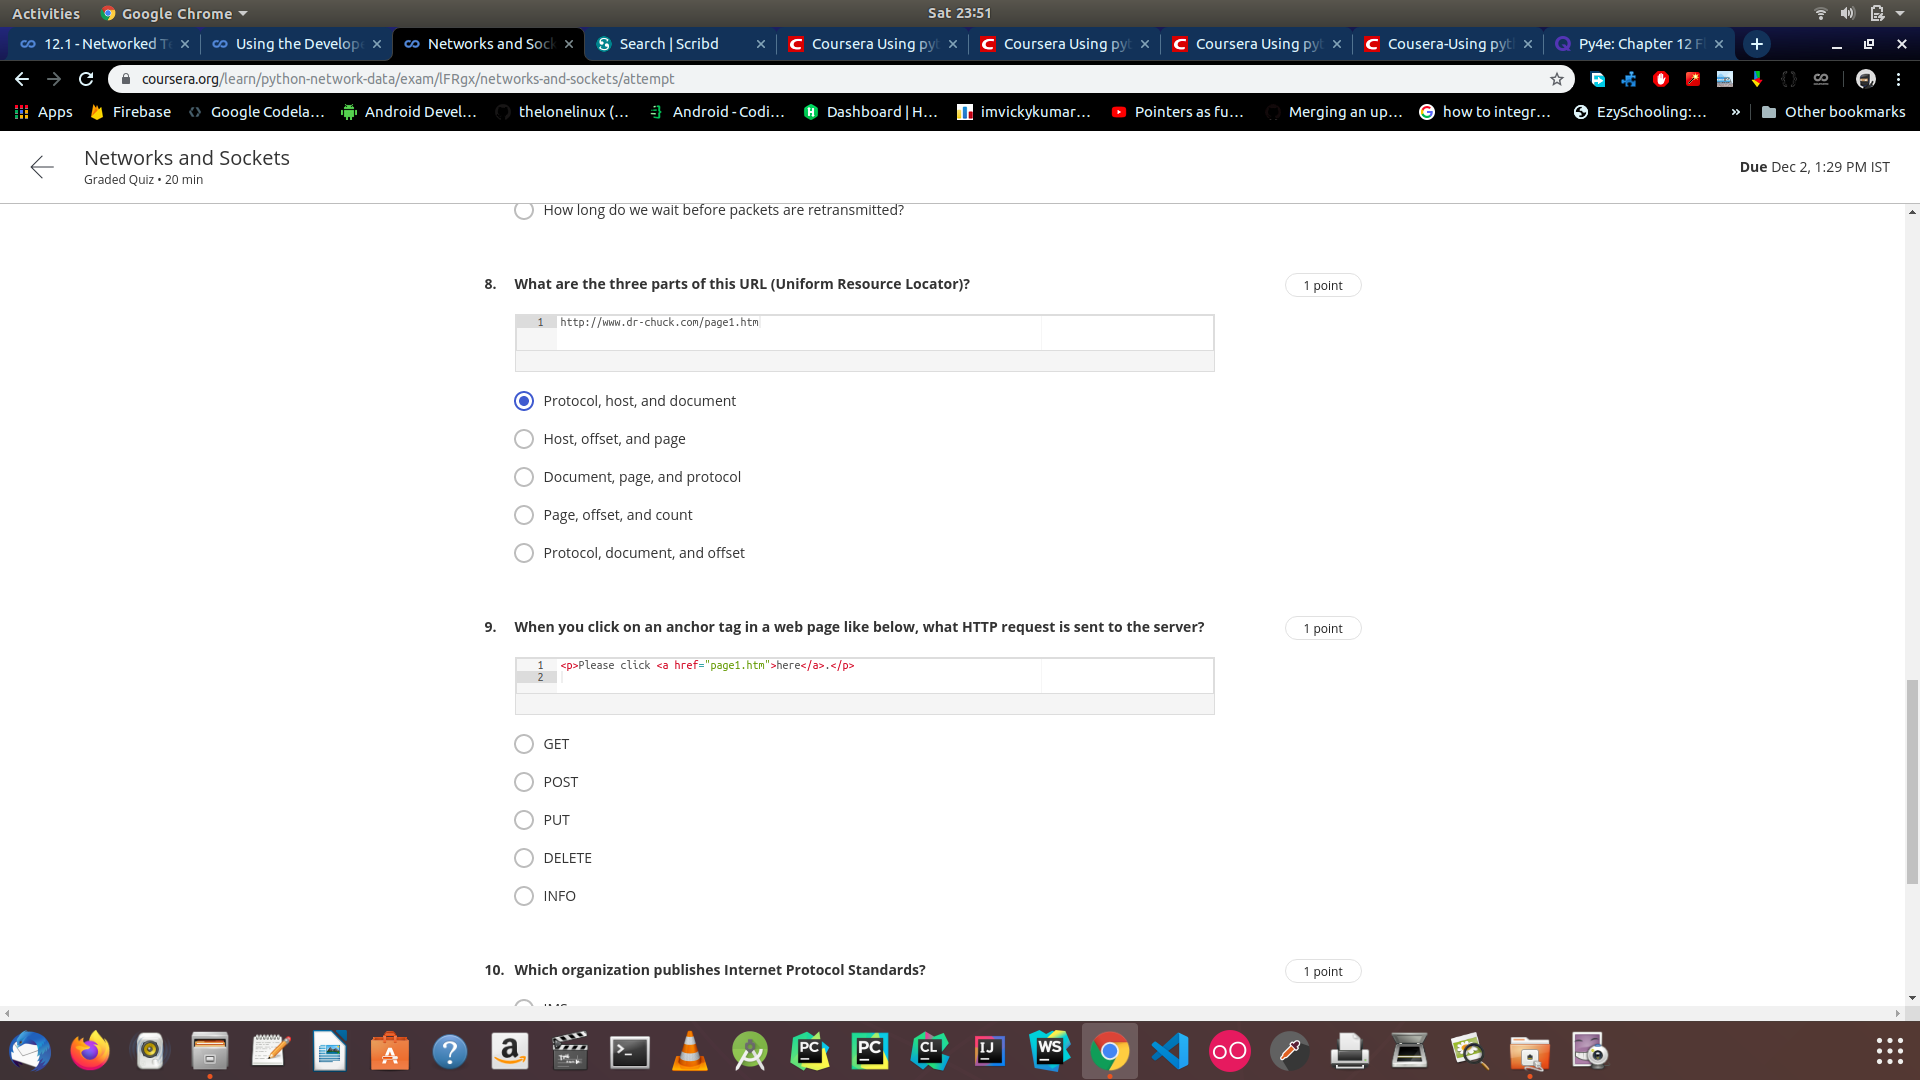 Activities Google Chrome Sat 23:51
12.1 - Networked Te Using the Develop Networks and Sock Search | Scribd Coursera Using pyt Coursera Using pyt Coursera Using pyt Cousera-Using pyt Py4e: Chapter 12 F
coursera.org/learn/python-network-data/exam/lFRgx/networks-and-sockets/attempt
Apps Firebase Google Codela... Android Devel... thelonelinux (... Android - Codi... Dashboard | H... imvickykumar... Pointers as fu... Merging an up... how to integr... EzySchooling:... » Other bookmarks
Networks and Sockets
Graded Quiz • 20 min
Due Dec 2, 1:29 PM IST
How long do we wait before packets are retransmitted?
8. What are the three parts of this URL (Uniform Resource Locator)? 1 point
1 http://www.dr-chuck.com/page1.htm
Protocol, host, and document
Host, offset, and page
Document, page, and protocol
Page, offset, and count
Protocol, document, and offset
9. When you click on an anchor tag in a web page like below, what HTTP request is sent to the server? 1 point
1 <p>Please click <a href="page1.htm">here</a>.</p>
2
GET
POST
PUT
DELETE
INFO
10. Which organization publishes Internet Protocol Standards? 1 point